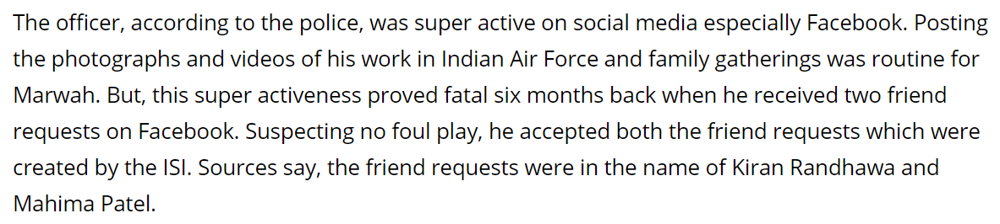 The officer, according to the police, was super active on social media especially Facebook. Posting
the photographs and videos of his work in Indian Air Force and family gatherings was routine for
Marwah. But, this super activeness proved fatal six months back when he received two friend
requests on Facebook. Suspecting no foul play, he accepted both the friend requests which were
created by the ISI. Sources say, the friend requests were in the name of Kiran Randhawa and
Mahima Patel.